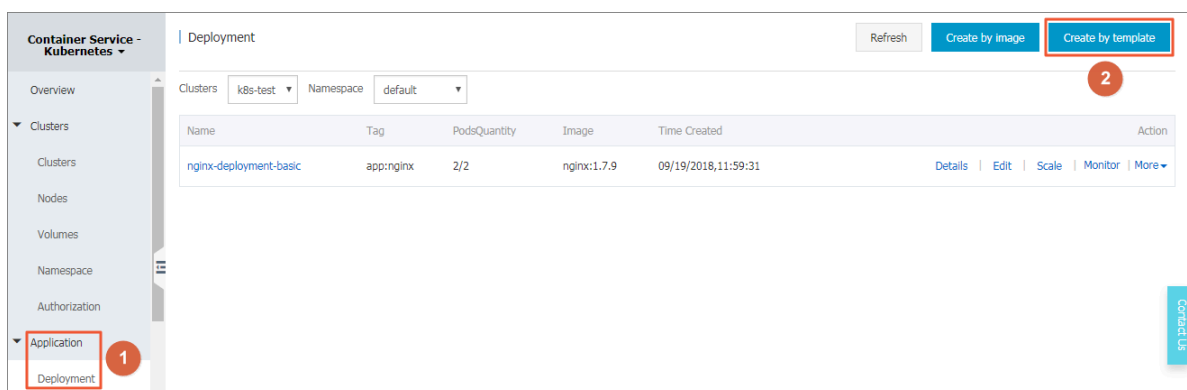 Container Service -
Kubernetes
Overview
Clusters
Clusters
Nodes
Volumes
Namespace
Authorization
Application
1
Deployment
Deployment
Refresh
Create by image
Create by template
2
Clusters k8s-test Namespace default
Name Tag PodsQuantity Image Time Created Action
nginx-deployment-basic app:nginx 2/2 nginx:1.7.9 09/19/2018,11:59:31 Details | Edit | Scale | Monitor | More
Contact Us